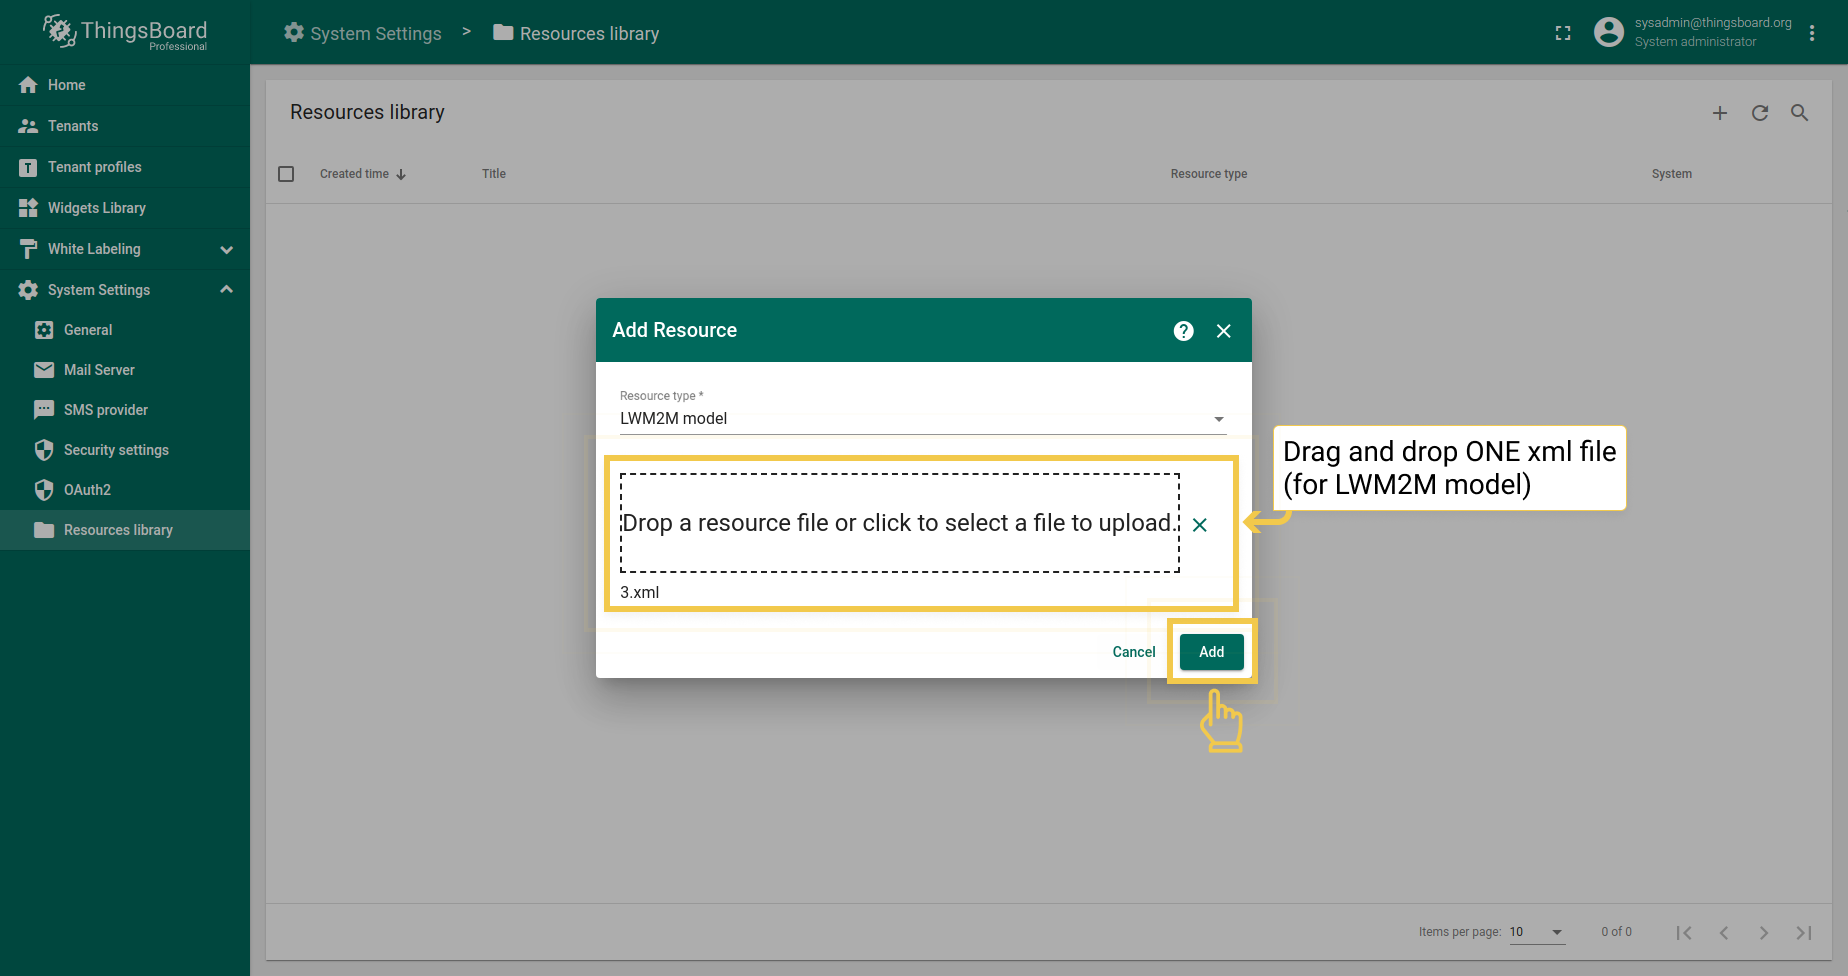 ThingsBoard
Professional
System Settings > Resources library
sysadmin@thingsboard.org
System administrator
Home
Tenants
Tenant profiles
Widgets Library
White Labeling
System Settings
General
Mail Server
SMS provider
Security settings
OAuth2
Resources library
Resources library
Created time Title Resource type System
Add Resource
Resource type *
LWM2M model
Drop a resource file or click to select a file to upload.
3.xml
Cancel Add
Drag and drop ONE xml file
(for LWM2M model)
Items per page: 10 0 of 0